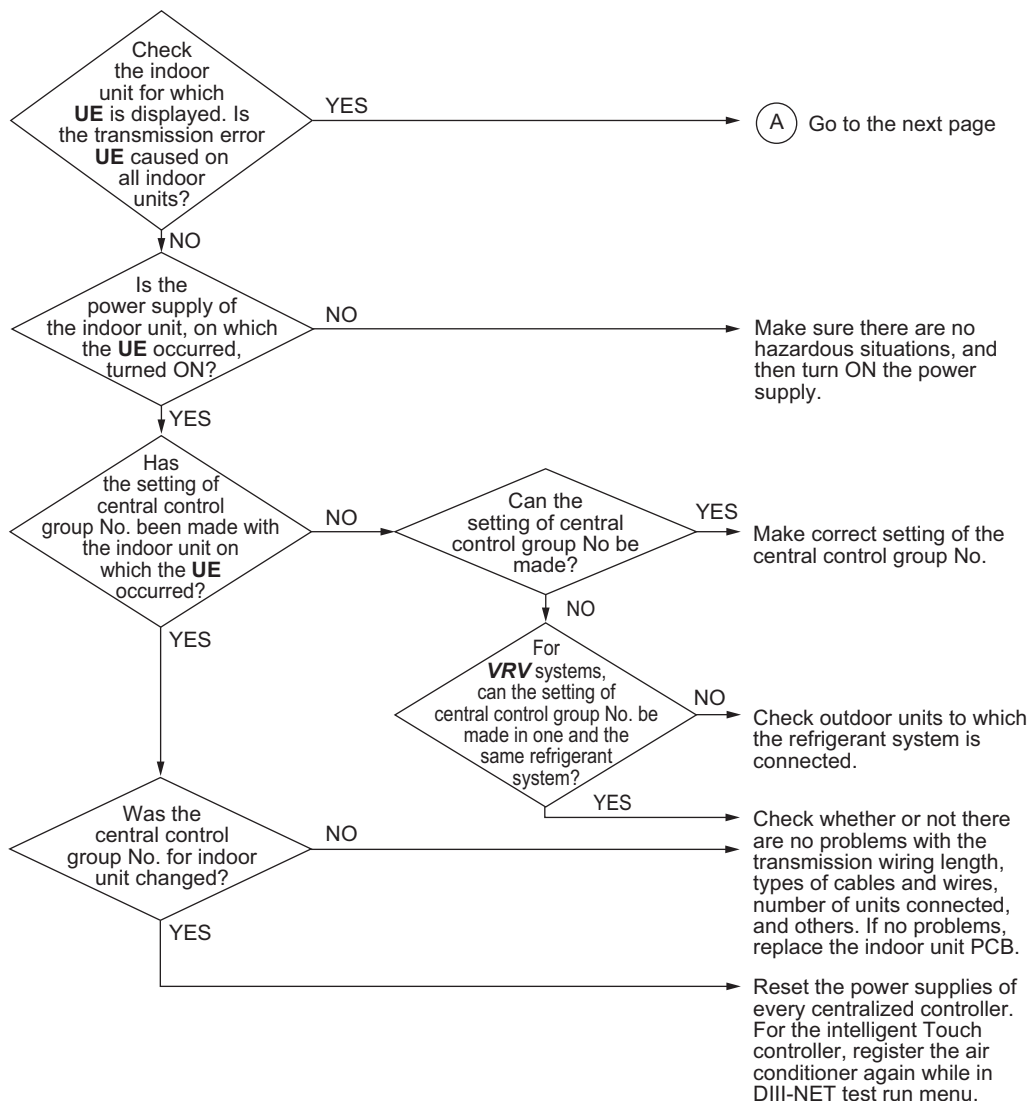 Check
the indoor
unit for which
UE is displayed. Is
the transmission error
UE caused on
all indoor
units?
YES
A
Go to the next page
NO
Is the
power supply of
the indoor unit, on which
the UE occurred,
turned ON?
NO
Make sure there are no
hazardous situations, and
then turn ON the power
supply.
YES
Has
the setting of
central control
group No. been made with
the indoor unit on
which the UE
occurred?
NO
Can the
setting of central
control group No be
made?
YES
Make correct setting of the
central control group No.
NO
YES
For
VRV systems,
can the setting of
central control group No. be
made in one and the
same refrigerant
system?
NO
Check outdoor units to which
the refrigerant system is
connected.
YES
Was the
central control
group No. for indoor
unit changed?
NO
Check whether or not there
are no problems with the
transmission wiring length,
types of cables and wires,
number of units connected,
and others. If no problems,
replace the indoor unit PCB.
YES
Reset the power supplies of
every centralized controller.
For the intelligent Touch
controller, register the air
conditioner again while in
DIII-NET test run menu.